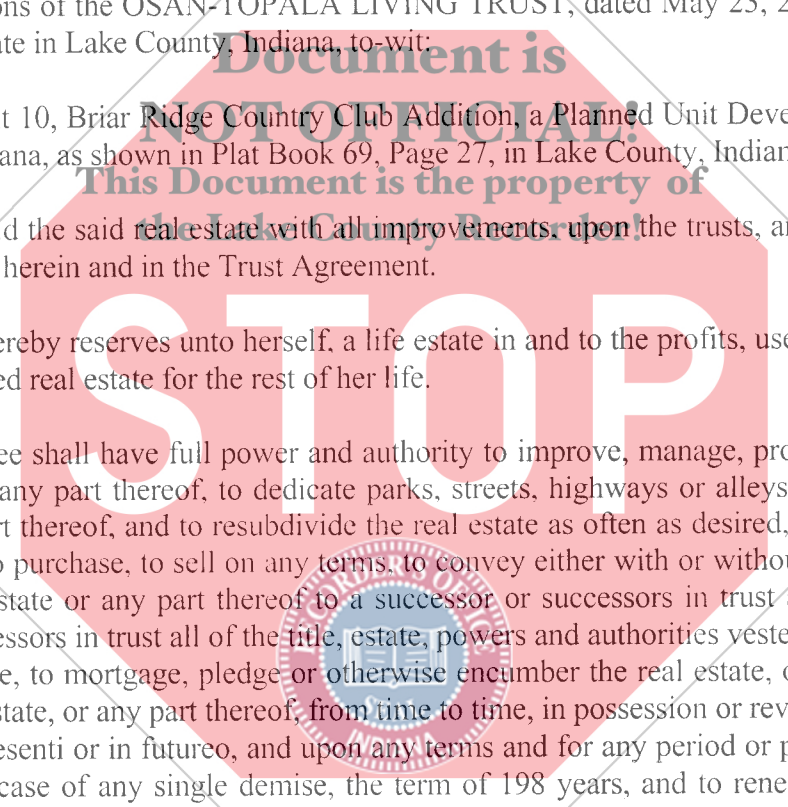 ons of the OSAN-TOPALA LIVING TRUST, dated May 23, 2
ate in Lake County, Indiana, to-wit:
Document is
t 10, Briar Ridge Country Club Addition, a Planned Unit Deve
NOT OFFICIAL!
iana, as shown in Plat Book 69, Page 27, in Lake County, Indian
This Document is the property of
the Lake County Recorder!
d the said real estate with all improvements, upon the trusts, an
herein and in the Trust Agreement.
STOP
ereby reserves unto herself, a life estate in and to the profits, use
ed real estate for the rest of her life.
ee shall have full power and authority to improve, manage, pro
any part thereof, to dedicate parks, streets, highways or alleys
rt thereof, and to resubdivide the real estate as often as desired,
o purchase, to sell on any terms, to convey either with or withou
state or any part thereof to a successor or successors in trust a
essors in trust all of the title, estate, powers and authorities veste
e, to mortgage, pledge or otherwise encumber the real estate, o
state, or any part thereof, from time to time, in possession or rev
esenti or in futureo, and upon any terms and for any period or p
case of any single demise, the term of 198 years, and to rene
RECORDER'S OFFICE
SEAL
INDIANA